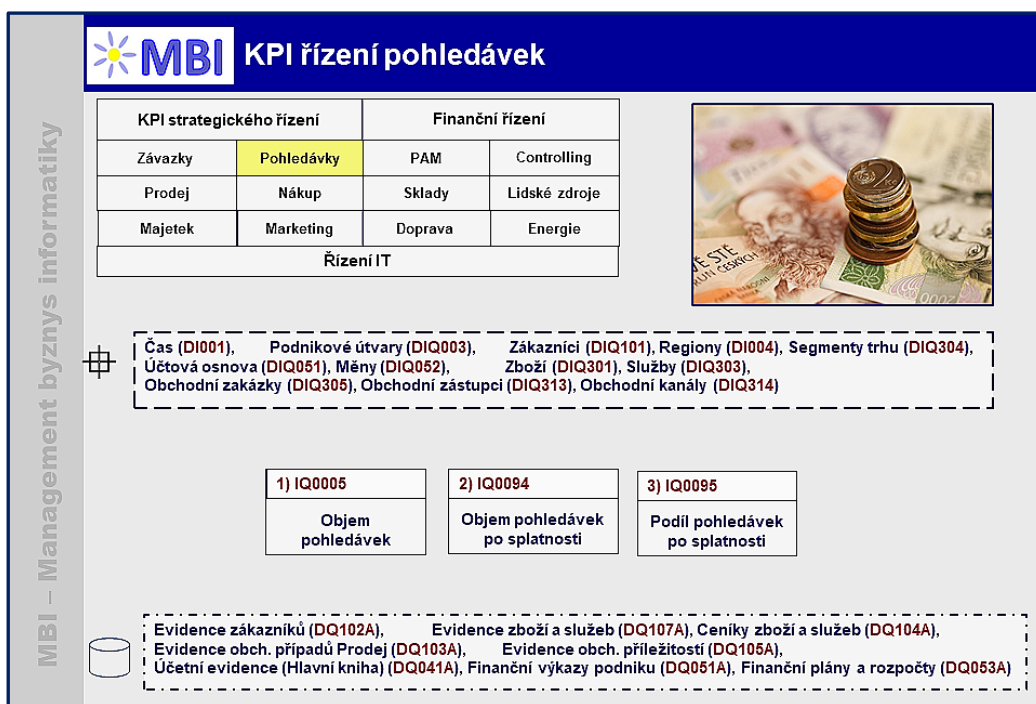 MBI
KPI řízení pohledávek
MBI – Management byznys informatiky
KPI strategického řízení Finanční řízení
Závazky Pohledávky PAM Controlling
Prodej Nákup Sklady Lidské zdroje
Majetek Marketing Doprava Energie
Řízení IT
VĚ STĚ
RUN ČESKÝCH
2000
Čas (DI001), Podnikové útvary (DIQ003), Zákazníci (DIQ101), Regiony (DI004), Segmenty trhu (DIQ304),
Účtová osnova (DIQ051), Měny (DIQ052), Zboží (DIQ301), Služby (DIQ303),
Obchodní zakázky (DIQ305), Obchodní zástupci (DIQ313), Obchodní kanály (DIQ314)
1) IQ0005
Objem
pohledávek
2) IQ0094
Objem pohledávek
po splatnosti
3) IQ0095
Podíl pohledávek
po splatnosti
Evidence zákazníků (DQ102A), Evidence zboží a služeb (DQ107A), Ceníky zboží a služeb (DQ104A),
Evidence obch. případů Prodej (DQ103A), Evidence obch. příležitostí (DQ105A),
Účetní evidence (Hlavní kniha) (DQ041A), Finanční výkazy podniku (DQ051A), Finanční plány a rozpočty (DQ053A)